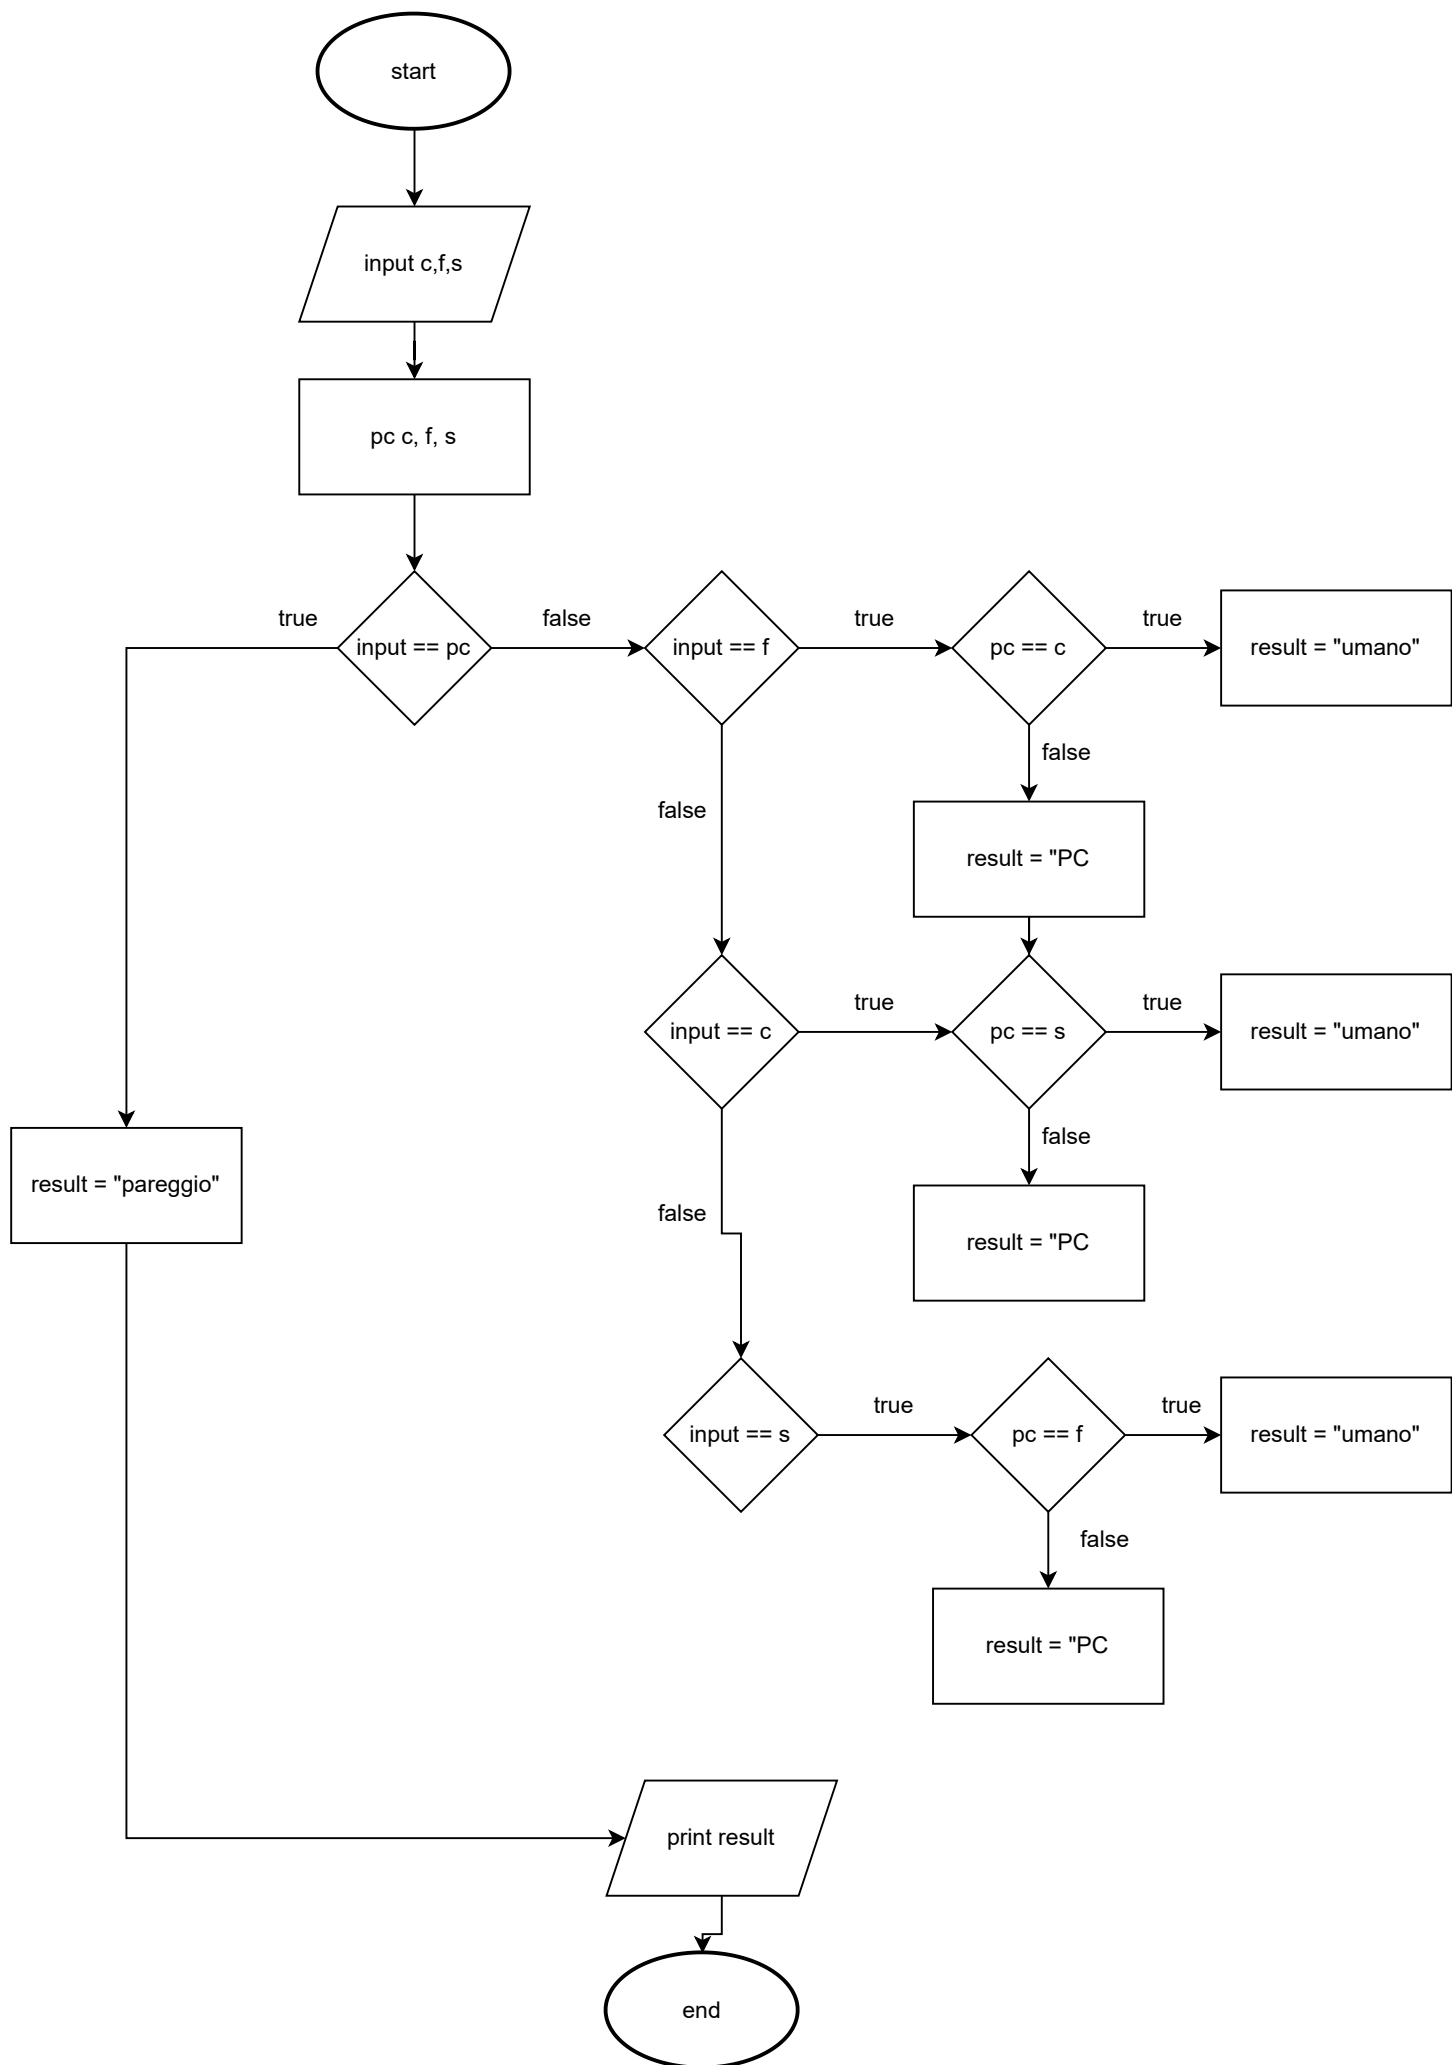 start
input c,f,s
pc c, f, s
true
input == pc
false
input == f
true
pc == c
true
result = "umano"
false
false
result = "PC
input == c
true
pc == s
true
result = "umano"
false
result = "pareggio"
false
result = "PC
input == s
true
pc == f
true
result = "umano"
false
result = "PC
print result
end